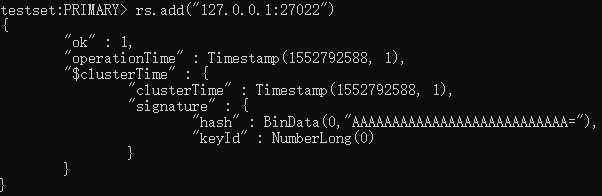 testset:PRIMARY> rs.add("127.0.0.1:27022")
{
        "ok" : 1,
        "operationTime" : Timestamp(1552792588, 1),
        "$clusterTime" : {
                "clusterTime" : Timestamp(1552792588, 1),
                "signature" : {
                        "hash" : BinData(0,"AAAAAAAAAAAAAAAAAAAAAAAAAAA="),
                        "keyId" : NumberLong(0)
                }
        }
}